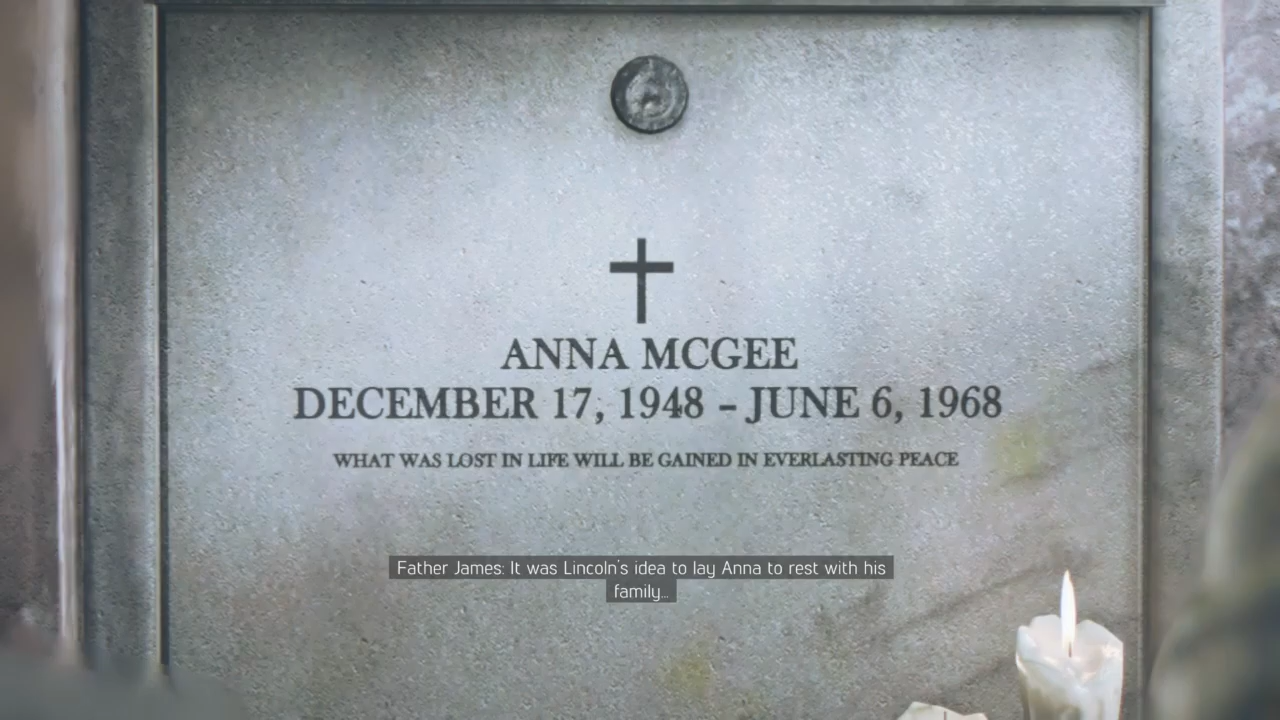 ANNA MCGEE
DECEMBER 17, 1948 – JUNE 6, 1968
WHAT WAS LOST IN LIFE WILL BE GAINED IN EVERLASTING PEACE
Father James: It was Lincoln's idea to lay Anna to rest with his
family...